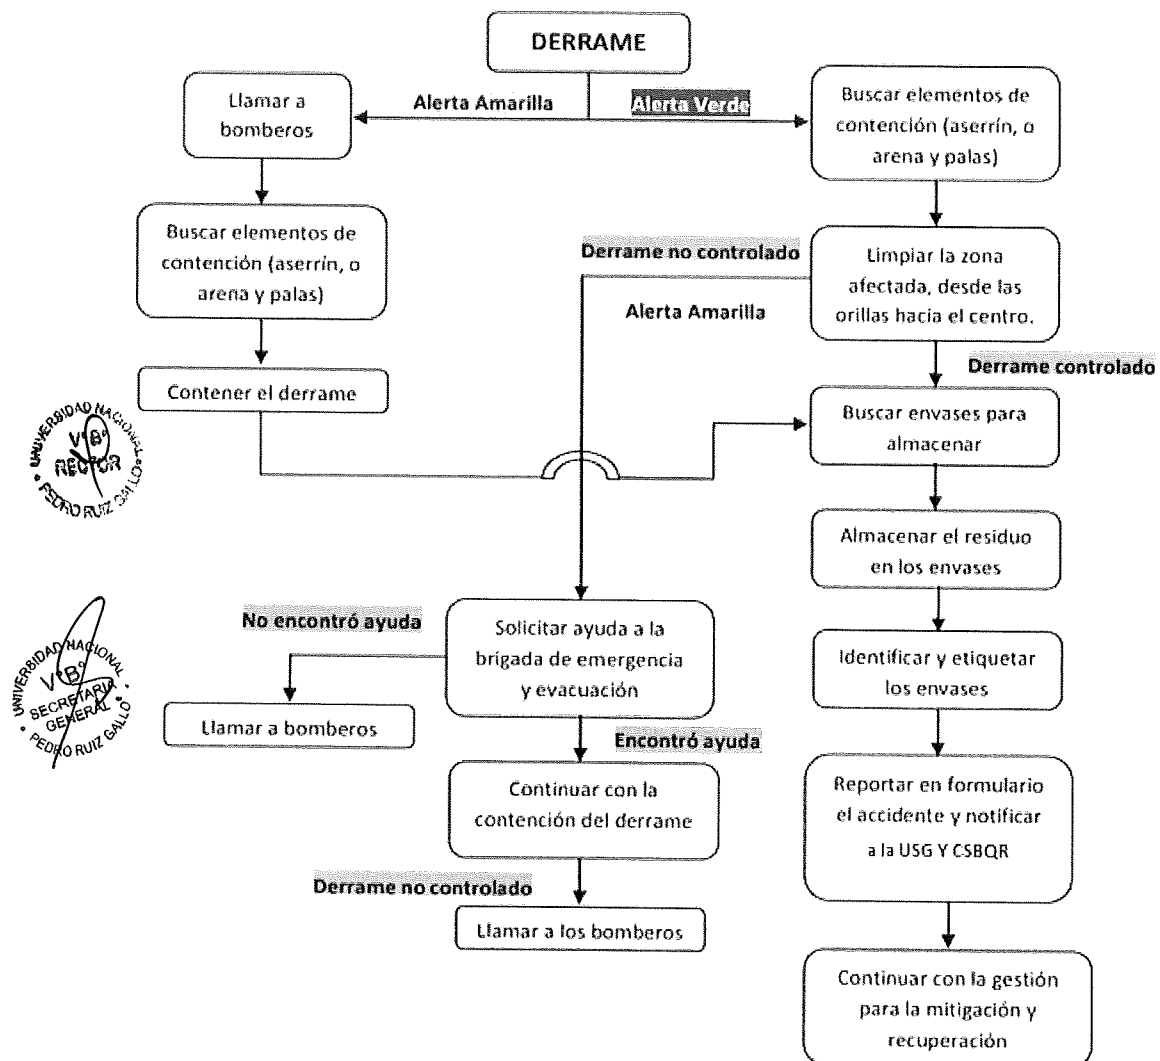 DERRAME
Llamar a
bomberos
Alerta Amarilla
Alerta Verde
Buscar elementos de
contención (aserrín, o
arena y palas)
Buscar elementos de
contención (aserrín, o
arena y palas)
Derrame no controlado
Alerta Amarilla
Limpiar la zona
afectada, desde las
orillas hacia el centro.
Derrame controlado
Contener el derrame
Buscar envases para
almacenar
UNIVERSIDAD NACIONAL
V°B°
RECTOR
PEDRO RUIZ GALLO
Almacenar el residuo
en los envases
No encontró ayuda
Solicitar ayuda a la
brigada de emergencia
y evacuación
Identificar y etiquetar
los envases
UNIVERSIDAD NACIONAL
V°B°
SECRETARIA
GENERAL
PEDRO RUIZ GALLO
Llamar a bomberos
Encontró ayuda
Continuar con la
contención del derrame
Reportar en formulario
el accidente y notificar
a la USG Y CSBQR
Derrame no controlado
Llamar a los bomberos
Continuar con la gestión
para la mitigación y
recuperación